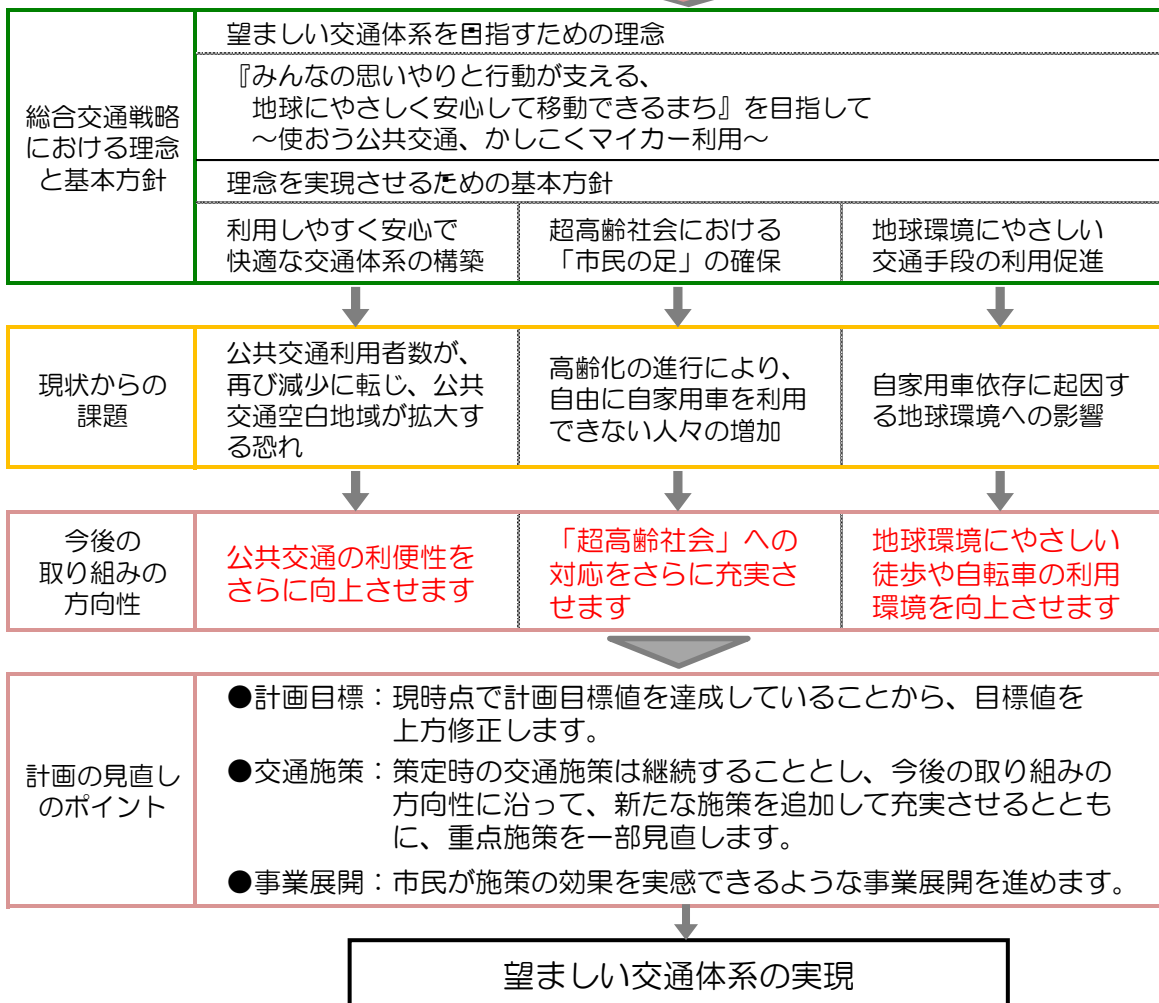 総合交通戦略
における理念
と基本方針
望ましい交通体系を目指すための理念
『みんなの思いやりと行動が支える、
地球にやさしく安心して移動できるまち』を目指して
～使おう公共交通、かしこくマイカー利用～
理念を実現させるための基本方針
利用しやすく安心で
快適な交通体系の構築
超高齢社会における
「市民の足」の確保
地球環境にやさしい
交通手段の利用促進
現状からの
課題
公共交通利用者数が、
再び減少に転じ、公共
交通空白地域が拡大す
る恐れ
高齢化の進行により、
自由に自家用車を利用
できない人々の増加
自家用車依存に起因す
る地球環境への影響
今後の
取り組みの
方向性
公共交通の利便性を
さらに向上させます
「超高齢社会」への
対応をさらに充実さ
せます
地球環境にやさしい
徒歩や自転車の利用
環境を向上させます
計画の見直し
のポイント
●計画目標：現時点で計画目標値を達成していることから、目標値を
上方修正します。
●交通施策：策定時の交通施策は継続することとし、今後の取り組みの
方向性に沿って、新たな施策を追加して充実させるととも
に、重点施策を一部見直します。
●事業展開：市民が施策の効果を実感できるような事業展開を進めます。
望ましい交通体系の実現